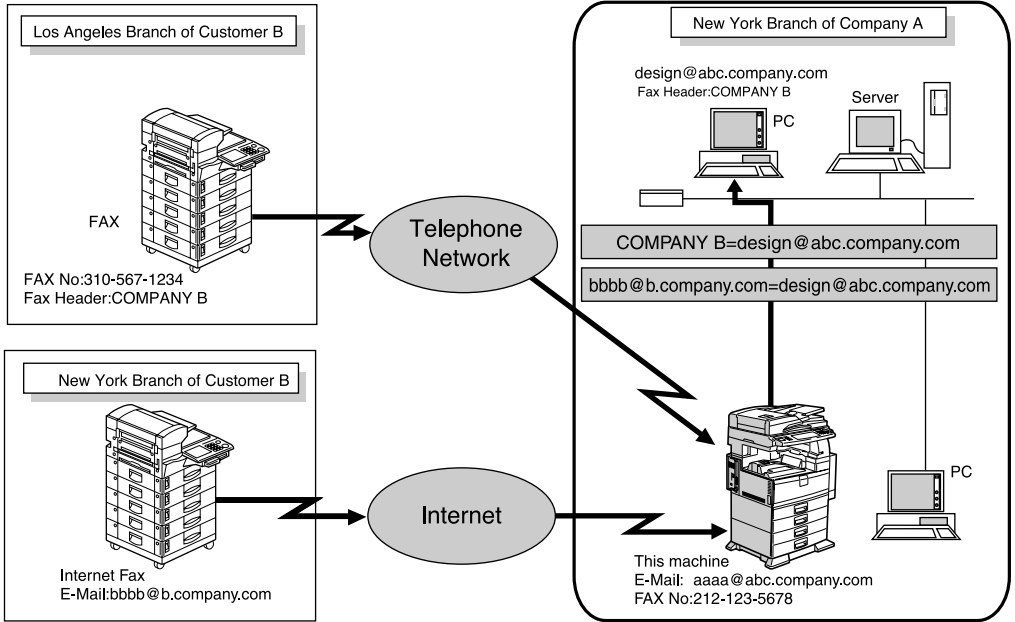 Los Angeles Branch of Customer B
FAX
FAX No:310-567-1234
Fax Header:COMPANY B
New York Branch of Customer B
Internet Fax
E-Mail:bbbb@b.company.com
Telephone
Network
Internet
New York Branch of Company A
design@abc.company.com
Fax Header:COMPANY B
PC
Server
COMPANY B=design@abc.company.com
bbbb@b.company.com=design@abc.company.com
PC
This machine
E-Mail: aaaa@abc.company.com
FAX No:212-123-5678